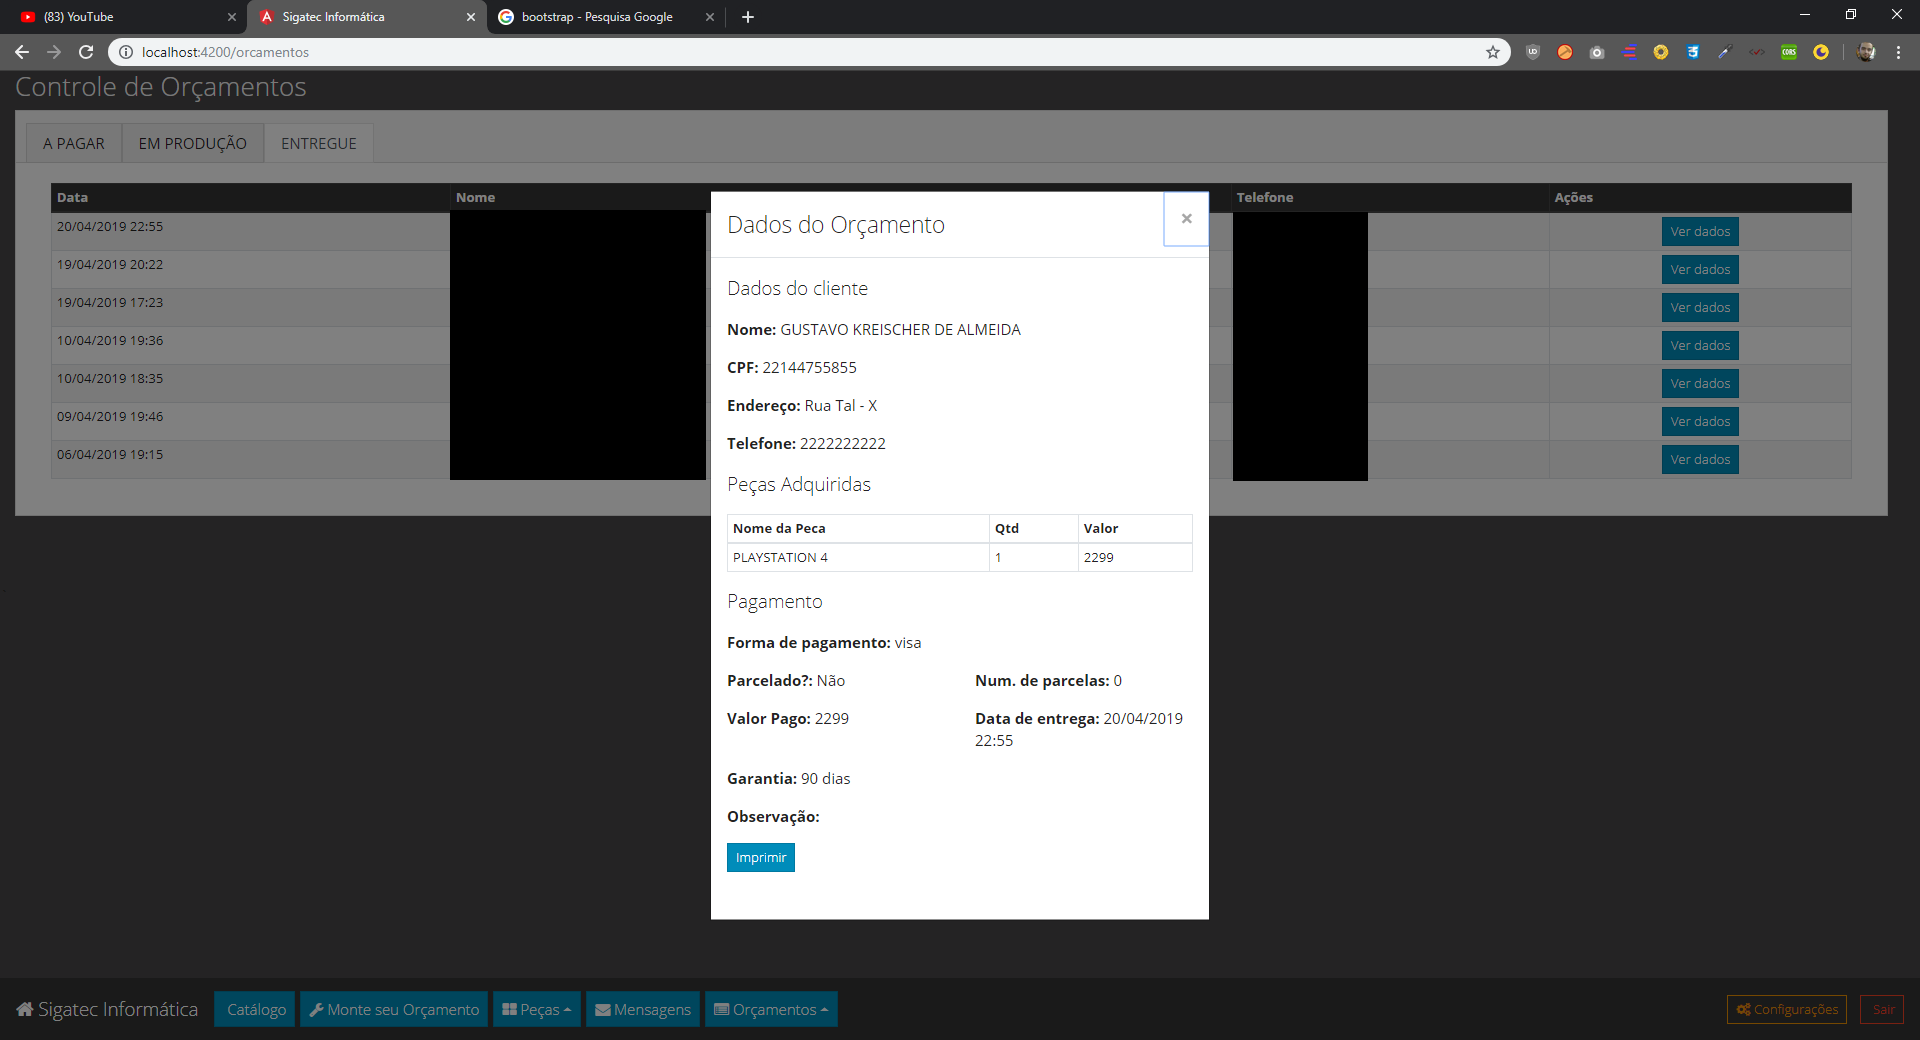 (83) YouTube
Sigatec Informática
bootstrap - Pesquisa Google
localhost:4200/orcamentos
Controle de Orçamentos
A PAGAR
EM PRODUÇÃO
ENTREGUE
Data Nome Telefone Ações
20/04/2019 22:55 Ver dados
19/04/2019 20:22 Ver dados
19/04/2019 17:23 Ver dados
10/04/2019 19:36 Ver dados
10/04/2019 18:35 Ver dados
09/04/2019 19:46 Ver dados
06/04/2019 19:15 Ver dados
Dados do Orçamento
×
Dados do cliente
Nome: GUSTAVO KREISCHER DE ALMEIDA
CPF: 22144755855
Endereço: Rua Tal - X
Telefone: 2222222222
Peças Adquiridas
Nome da Peca Qtd Valor
PLAYSTATION 4 1 2299
Pagamento
Forma de pagamento: visa
Parcelado?: Não Num. de parcelas: 0
Valor Pago: 2299 Data de entrega: 20/04/2019
22:55
Garantia: 90 dias
Observação:
Imprimir
Sigatec Informática Catálogo Monte seu Orçamento Peças Mensagens Orçamentos Configurações Sair